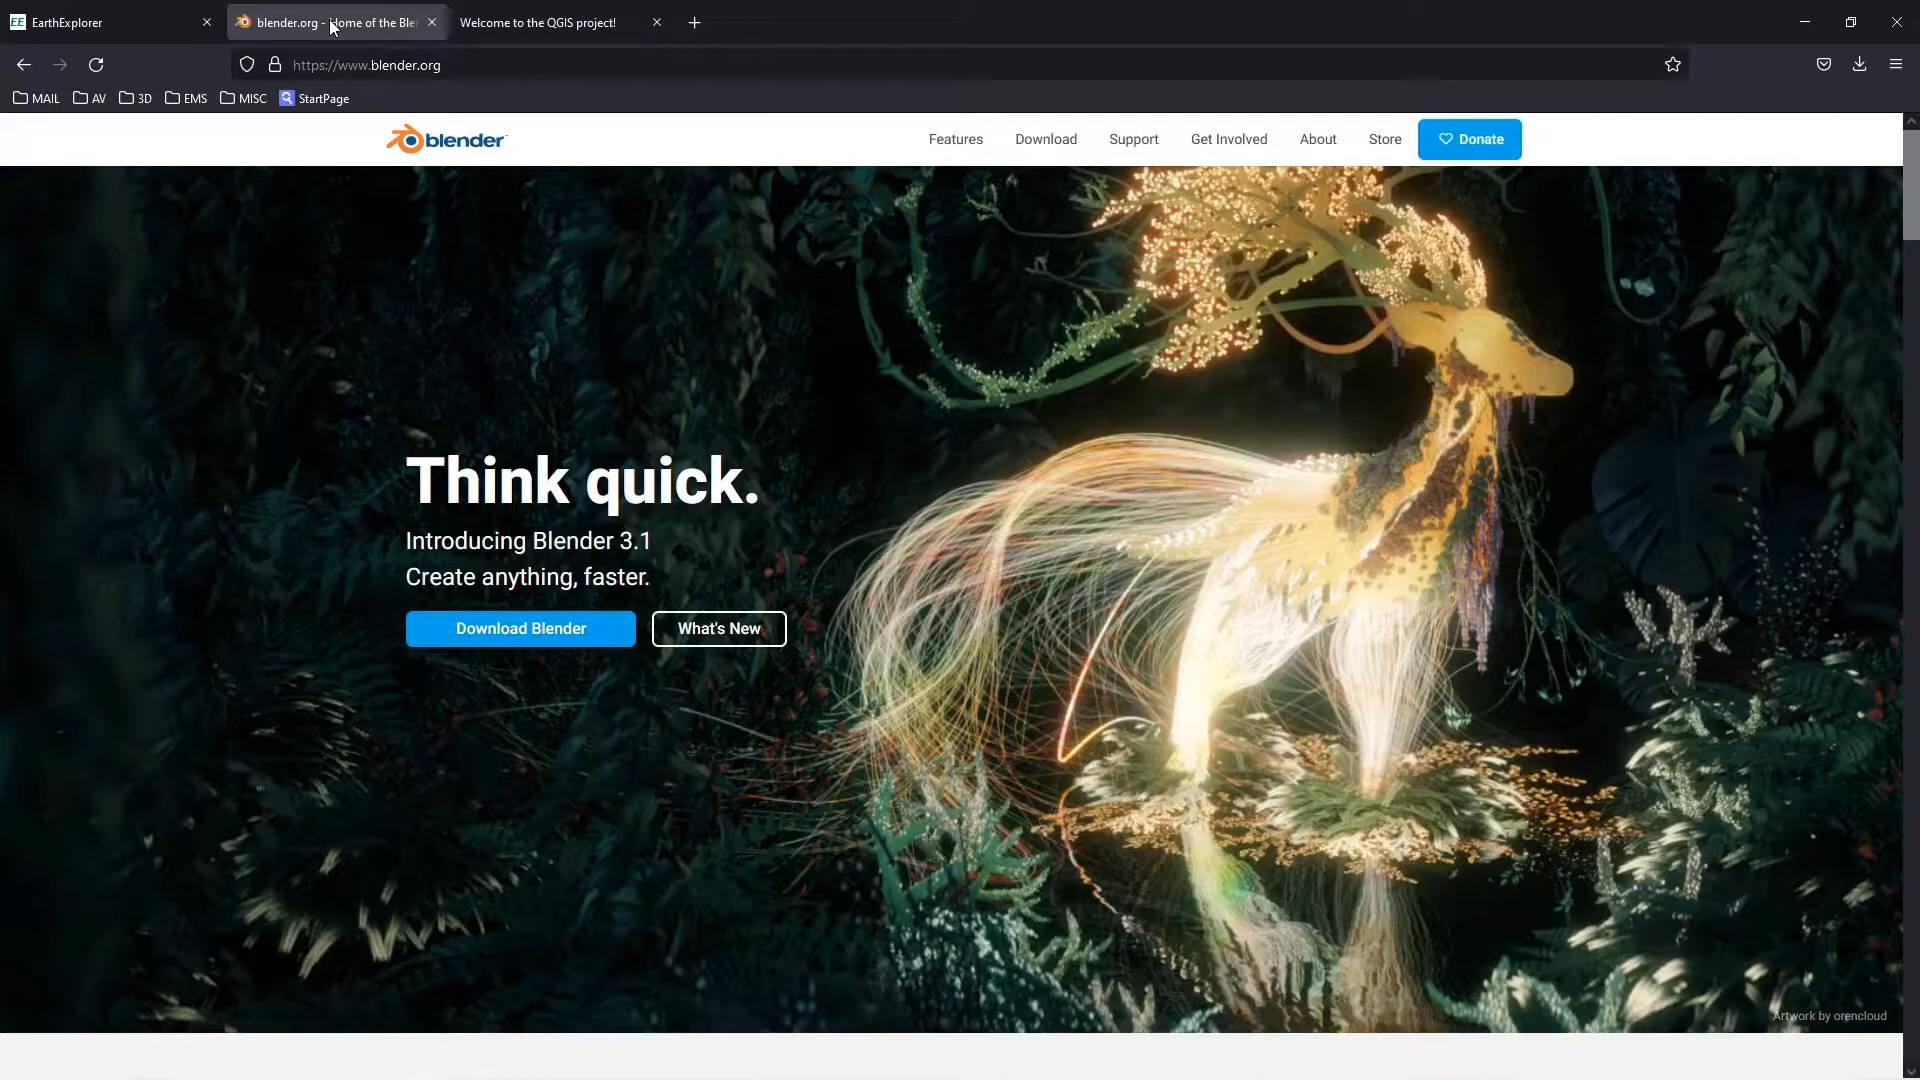 EE EarthExplorer
blender.org - Home of the Ble
Welcome to the QGIS project!
https://www.blender.org
MAIL AV 3D EMS MISC StartPage
blender
Features Download Support Get Involved About Store Donate
Think quick.
Introducing Blender 3.1
Create anything, faster.
Download Blender What's New
Artwork by orencloud